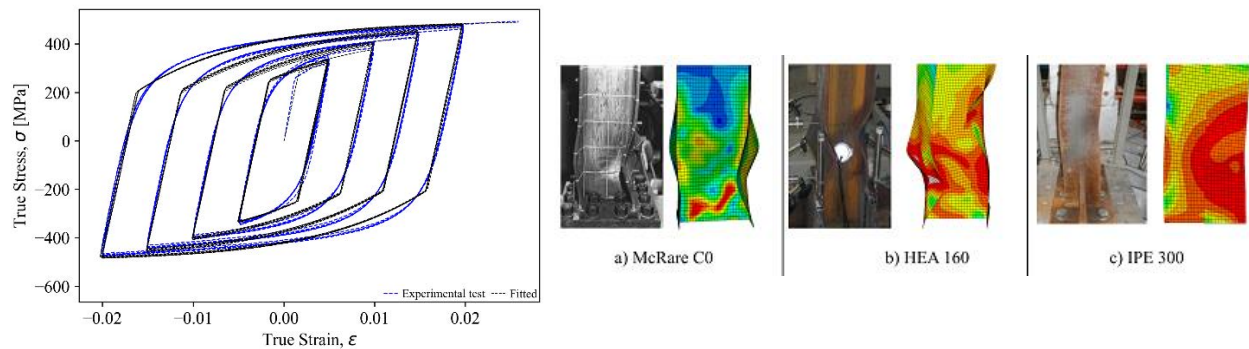 True Stress, σ [MPa]
400
200
0
−200
−400
−600
−0.02
−0.01
0.00
0.01
0.02
True Strain, ε
Experimental test
Fitted
a) McRare C0
b) HEA 160
c) IPE 300